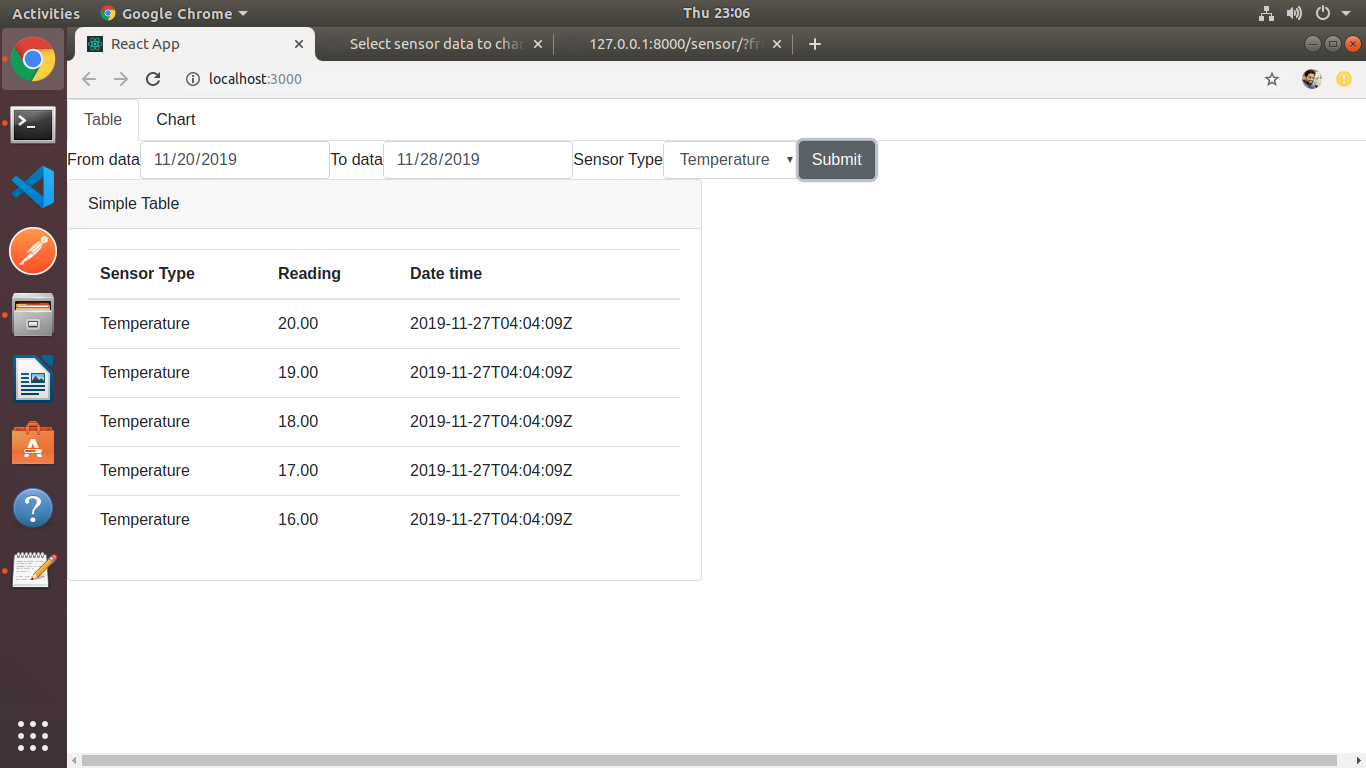 Activities Google Chrome Thu 23:06
React App Select sensor data to char 127.0.0.1:8000/sensor/?fr
localhost:3000
Table Chart
From data 11/20/2019 To data 11/28/2019 Sensor Type Temperature Submit
Simple Table
Sensor Type Reading Date time
Temperature 20.00 2019-11-27T04:04:09Z
Temperature 19.00 2019-11-27T04:04:09Z
Temperature 18.00 2019-11-27T04:04:09Z
Temperature 17.00 2019-11-27T04:04:09Z
Temperature 16.00 2019-11-27T04:04:09Z